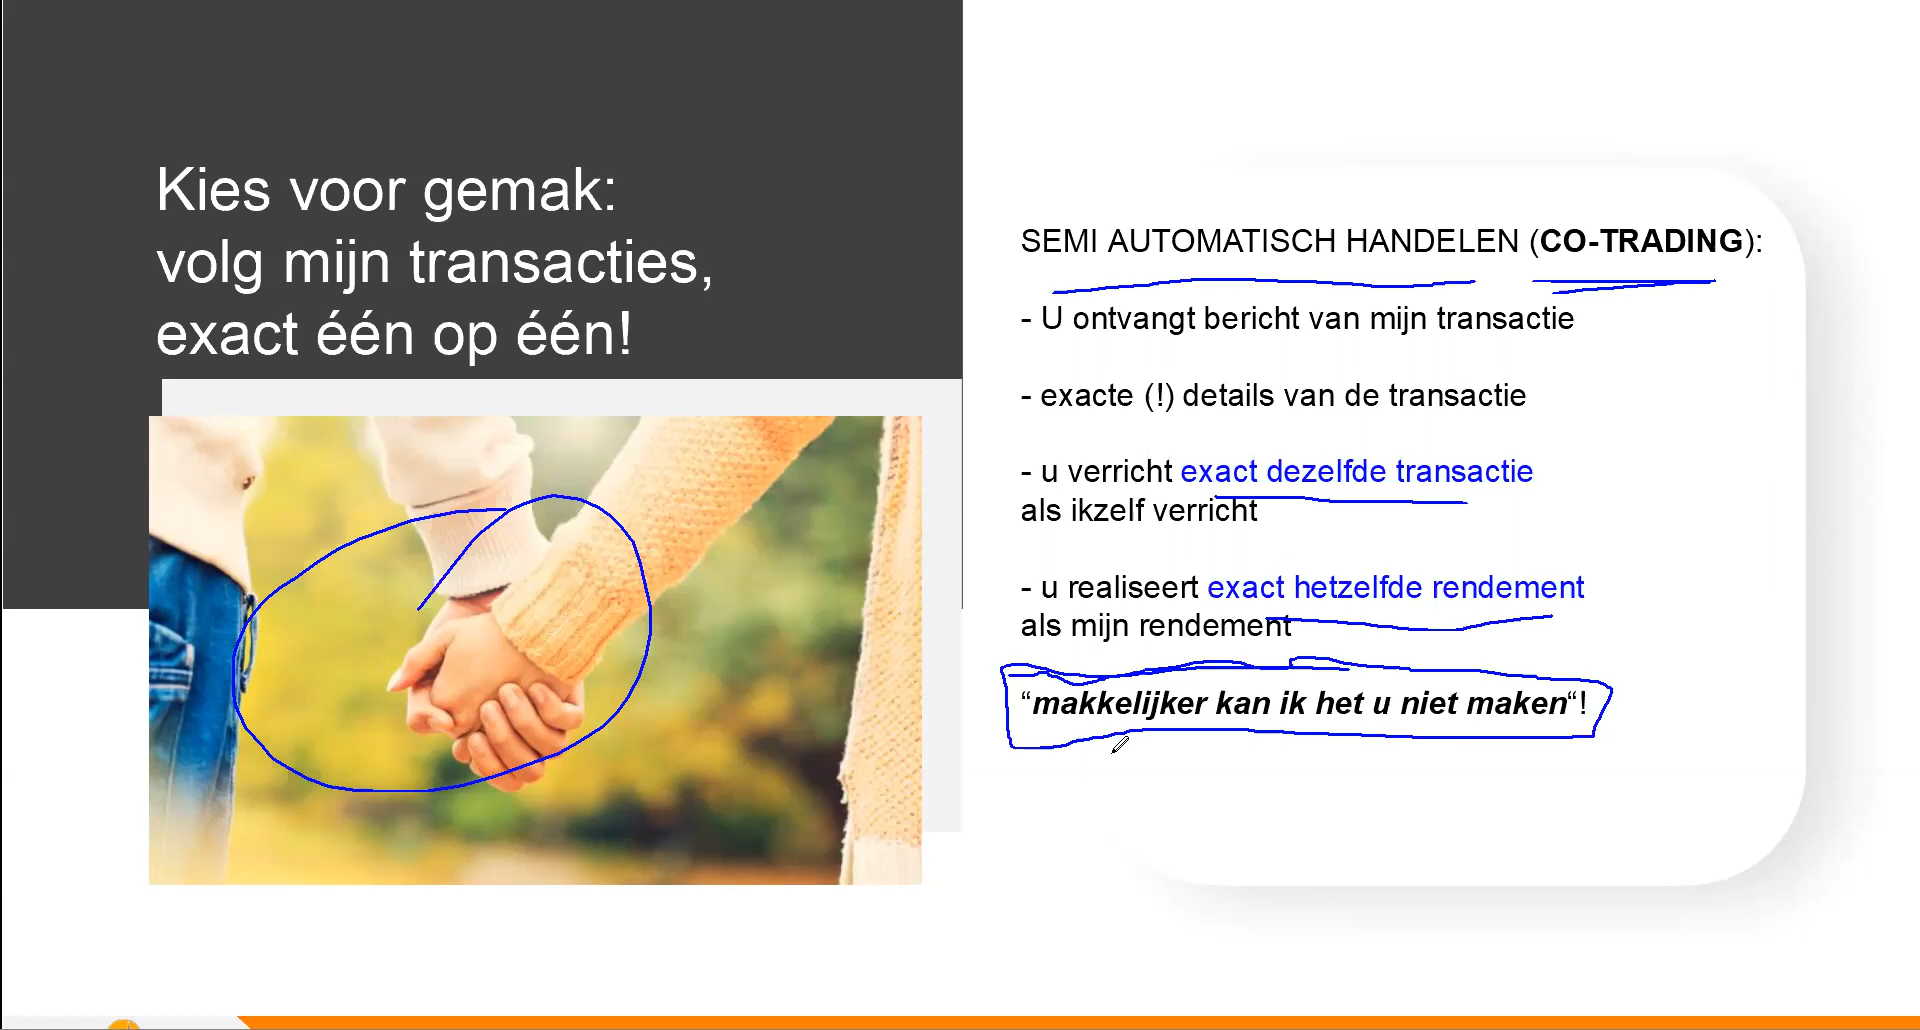 Kies voor gemak:
volg mijn transacties,
exact één op één!
SEMI AUTOMATISCH HANDELEN (CO-TRADING):
- U ontvangt bericht van mijn transactie
- exacte (!) details van de transactie
- u verricht exact dezelfde transactie
als ikzelf verricht
- u realiseert exact hetzelfde rendement
als mijn rendement
“makkelijker kan ik het u niet maken“!